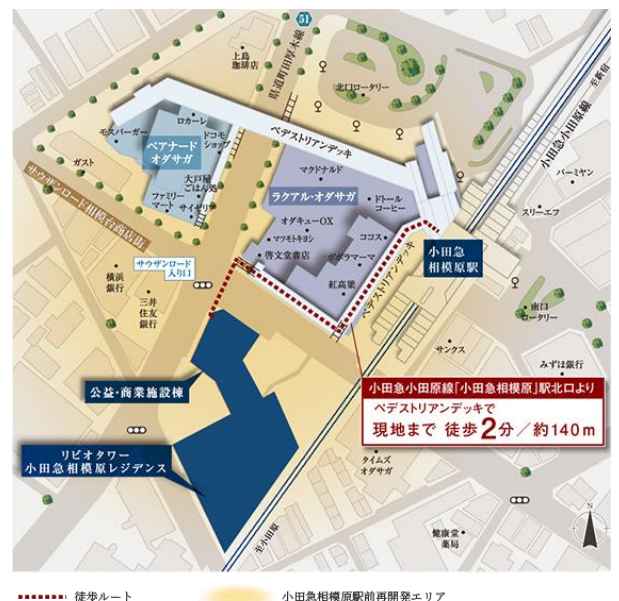 51
県道町田厚木線
上島
珈琲店
北口ロータリー
至新宿
小田急小田原線
ロカーレ
モスバーガー
ドコモ
ショップ
ペアナード
オダサガ
ペデストリアンデッキ
ガスト
大戸屋
ごはん処
ファミリー
マート
サイゼリヤ
マクドナルド
ラクアル・オダサガ
ドトール
コーヒー
バーミヤン
スリーエフ
サウザンロード相模台商店街
オダキューOX
マツモトキヨシ
ココス
啓文堂書店
ポポラマーマ
紅高粱
ペデストリアンデッキ
小田急
相模原駅
サウザンロード
入り口
横浜
銀行
三井
住友
銀行
南口
ロータリー
サンクス
みずほ銀行
公益・商業施設棟
小田急小田原線「小田急相模原」駅北口より
ペデストリアンデッキで
現地まで 徒歩2分/約140m
リビオタワー
小田急相模原レジデンス
タイムズ
オダサガ
至小田原
健康堂
薬局
N
徒歩ルート
小田急相模原駅前再開発エリア